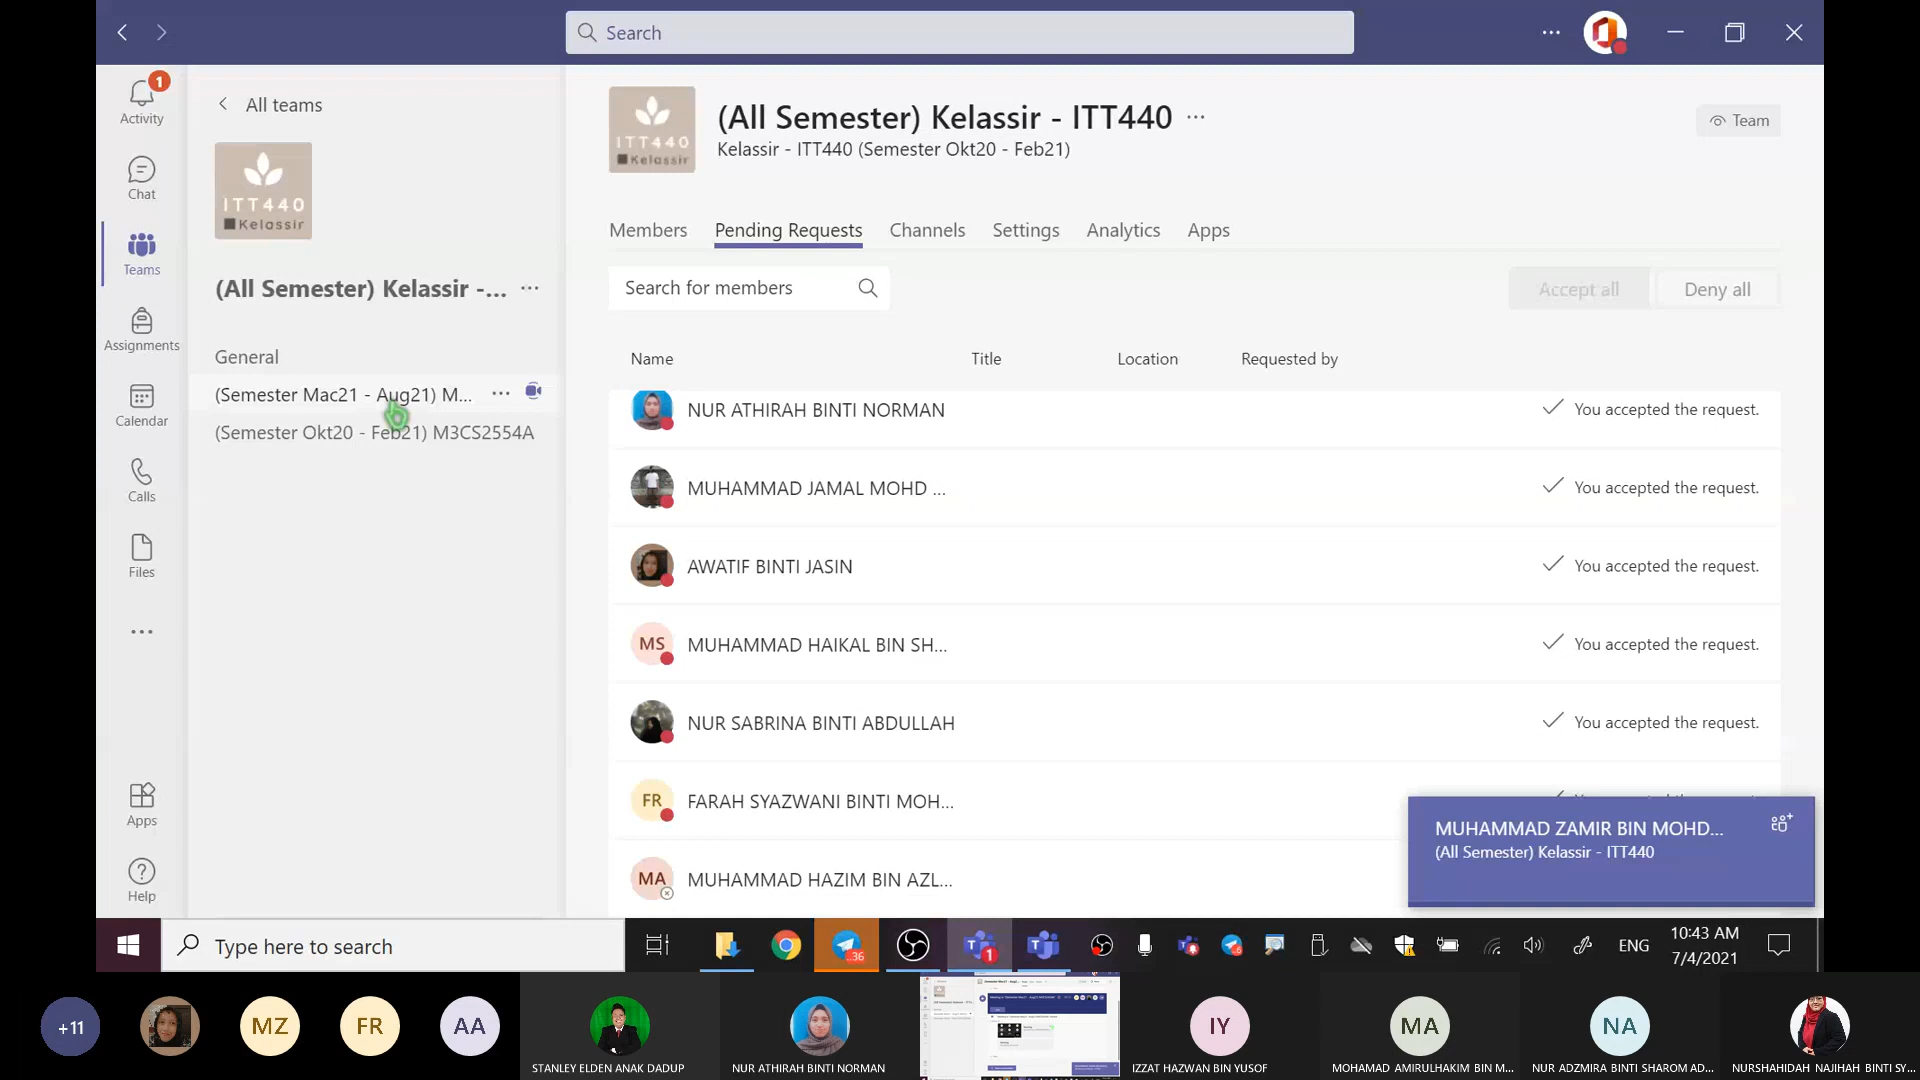 Search
1
Activity
Chat
Teams
Assignments
Calendar
Calls
Files
Apps
Help
All teams
ITT440
Kelassir
(All Semester) Kelassir -...
General
(Semester Mac21 - Aug21) M...
(Semester Okt20 - Feb21) M3CS2554A
ITT440
Kelassir
(All Semester) Kelassir - ITT440
Kelassir - ITT440 (Semester Okt20 - Feb21)
Team
Members Pending Requests Channels Settings Analytics Apps
Search for members
Accept all Deny all
Name Title Location Requested by
NUR ATHIRAH BINTI NORMAN You accepted the request.
MUHAMMAD JAMAL MOHD ... You accepted the request.
AWATIF BINTI JASIN You accepted the request.
MS MUHAMMAD HAIKAL BIN SH... You accepted the request.
NUR SABRINA BINTI ABDULLAH You accepted the request.
FR FARAH SYAZWANI BINTI MOH...
MA MUHAMMAD HAZIM BIN AZL...
MUHAMMAD ZAMIR BIN MOHD...
(All Semester) Kelassir - ITT440
Type here to search
..36
1
ENG
10:43 AM
7/4/2021
+11
MZ
FR
AA
STANLEY ELDEN ANAK DADUP
NUR ATHIRAH BINTI NORMAN
IY
IZZAT HAZWAN BIN YUSOF
MA
MOHAMAD AMIRULHAKIM BIN M...
NA
NUR ADZMIRA BINTI SHAROM AD...
NURSHAHIDAH NAJIHAH BINTI SY...